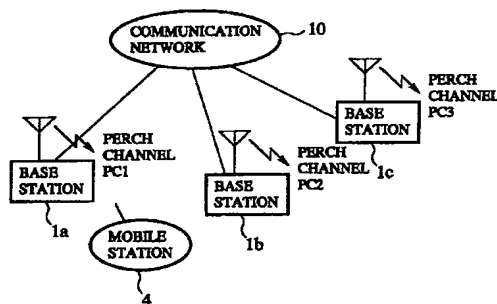 COMMUNICATION
NETWORK
10
PERCH
CHANNEL
PC1
BASE
STATION
1a
PERCH
CHANNEL
PC2
BASE
STATION
1b
PERCH
CHANNEL
PC3
BASE
STATION
1c
MOBILE
STATION
4